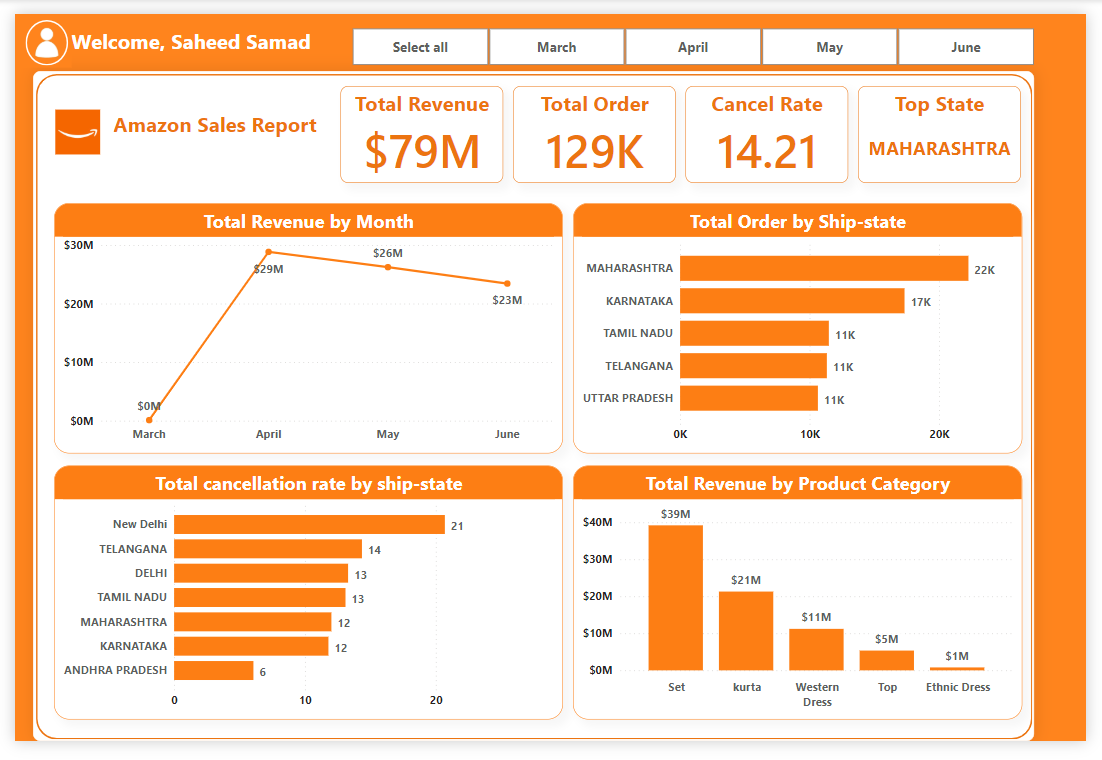 Welcome, Saheed Samad
Select all
March
April
May
June
Amazon Sales Report
Total Revenue
$79M
Total Order
129K
Cancel Rate
14.21
Top State
MAHARASHTRA
Total Revenue by Month
$30M
$20M
$10M
$0M
$0M
$29M
$26M
$23M
March
April
May
June
Total Order by Ship-state
MAHARASHTRA
22K
KARNATAKA
17K
TAMIL NADU
11K
TELANGANA
11K
UTTAR PRADESH
11K
0K
10K
20K
Total cancellation rate by ship-state
New Delhi
21
TELANGANA
14
DELHI
13
TAMIL NADU
13
MAHARASHTRA
12
KARNATAKA
12
ANDHRA PRADESH
6
0
10
20
Total Revenue by Product Category
$40M
$30M
$20M
$10M
$0M
$39M
$21M
$11M
$5M
$1M
Set
kurta
Western
Dress
Top
Ethnic Dress